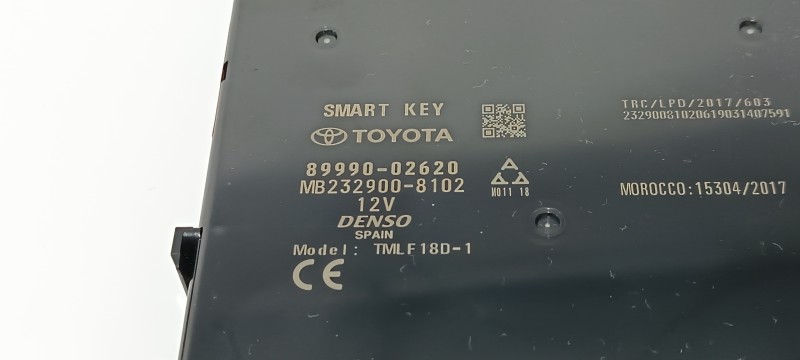 SMART KEY
TOYOTA
89990-02620
MB232900-8102
12V
DENSO
SPAIN
Model: TMLF18D-1
CE
M011 18
TRC/LPD/2017/603
23290081020619031407591
MOROCCO:15304/2017